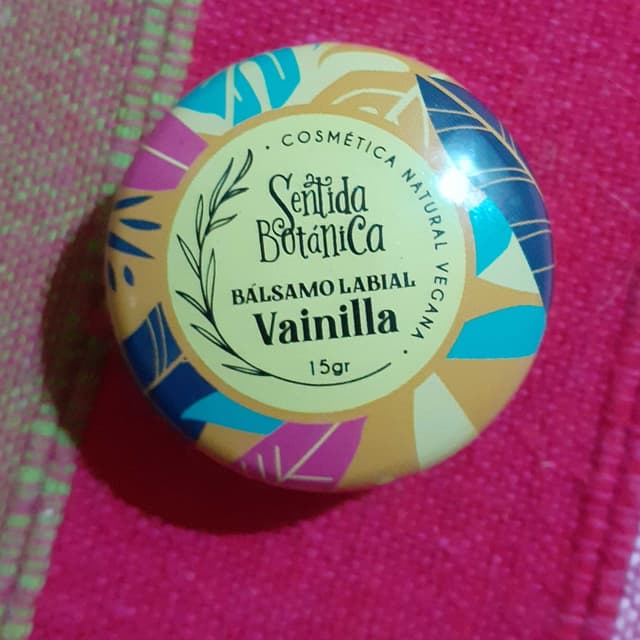 COSMÉTICA NATURAL VEGANA
Sentida
Botánica
BÁLSAMO LABIAL
Vainilla
15gr